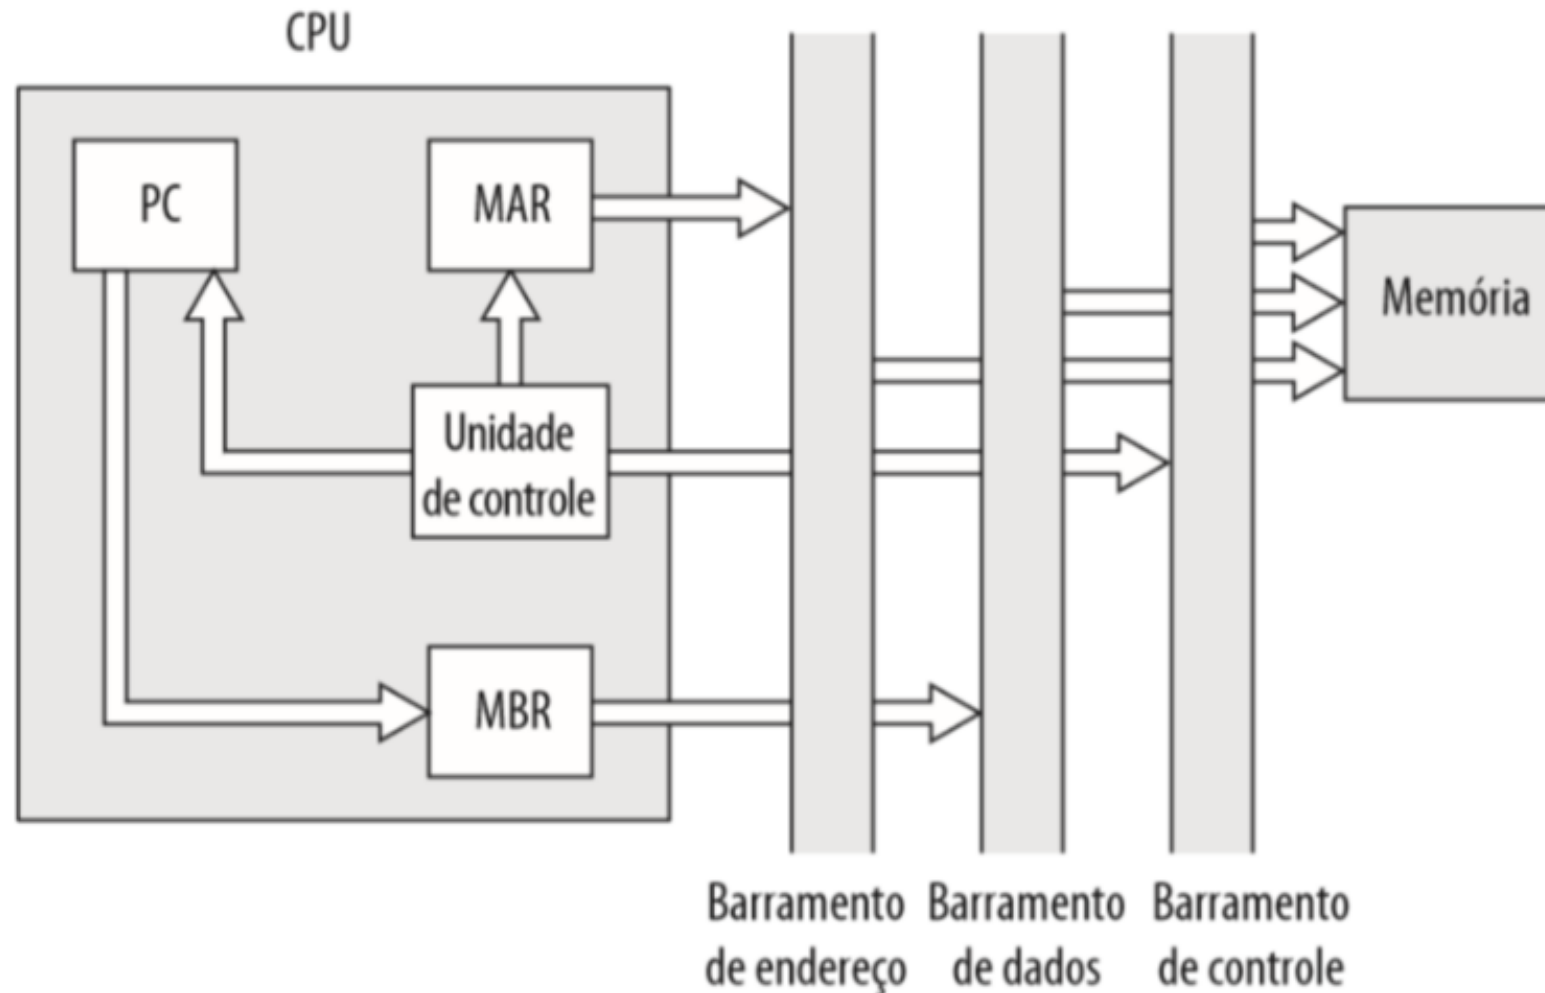 CPU
PC
MAR
Memória
Unidade
de controle
MBR
Barramento
de endereço
Barramento
de dados
Barramento
de controle